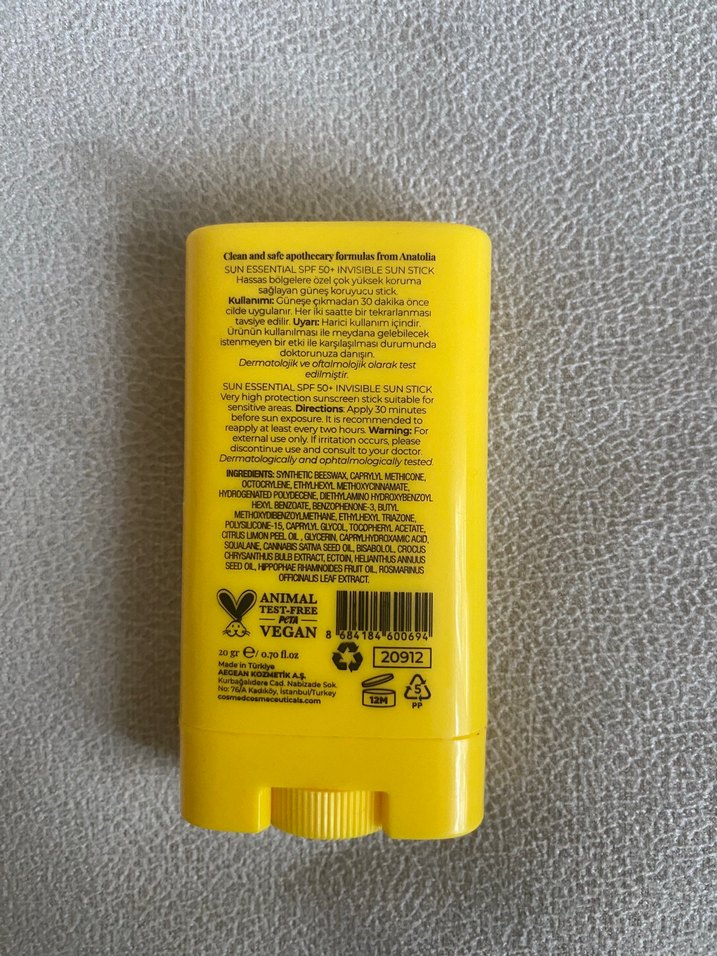 Clean and safe apothecary formulas from Anatolia
SUN ESSENTIAL SPF 50+ INVISIBLE SUN STICK
Hassas bölgelere özel çok yüksek koruma
sağlayan güneş koruyucu stick.
Kullanımı: Güneşe çıkmadan 30 dakika önce
cilde uygulanır. Her iki saatte bir tekrarlanması
tavsiye edilir. Uyarı: Harici kullanım içindir.
Ürünün kullanılması ile meydana gelebilecek
istenmeyen bir etki ile karşılaşılması durumunda
doktorunuza danışın.
Dermatolojik ve oftalmolojik olarak test
edilmiştir.
SUN ESSENTIAL SPF 50+ INVISIBLE SUN STICK
Very high protection sunscreen stick suitable for
sensitive areas. Directions: Apply 30 minutes
before sun exposure. It is recommended to
reapply at least every two hours. Warning: For
external use only. If irritation occurs, please
discontinue use and consult to your doctor.
Dermatologically and ophtalmologically tested.
INGREDIENTS: SYNTHETIC BEESWAX, CAPRYLYL METHICONE,
OCTOCRYLENE, ETHYLHEXYL METHOXYCINNAMATE,
HYDROGENATED POLYDECENE, DIETHYLAMINO HYDROXYBENZOYL
HEXYL BENZOATE, BENZOPHENONE-3, BUTYL
METHOXYDIBENZOYLMETHANE, ETHYLHEXYL TRIAZONE,
POLYSILICONE-15, CAPRYLYL GLYCOL, TOCOPHERYL ACETATE,
CITRUS LIMON PEEL OIL , GLYCERIN, CAPRYLHYDROXAMIC ACID,
SQUALANE, CANNABIS SATIVA SEED OIL, BISABOLOL, CROCUS
CHRYSANTHUS BULB EXTRACT, ECTOIN, HELIANTHUS ANNUUS
SEED OIL, HIPPOPHAE RHAMNOIDES FRUIT OIL, ROSMARINUS
OFFICINALIS LEAF EXTRACT.
ANIMAL
TEST-FREE
PETA
VEGAN
8 684184 600694
20 gr e/ 0.70 fl.oz
20912
Made in Türkiye
AEGEAN KOZMETİK A.Ş.
Kurbağalıdere Cad. Nabizade Sok.
No: 76/A Kadıköy, İstanbul/Turkey
cosmedcosmaceuticals.com
12M
5
PP